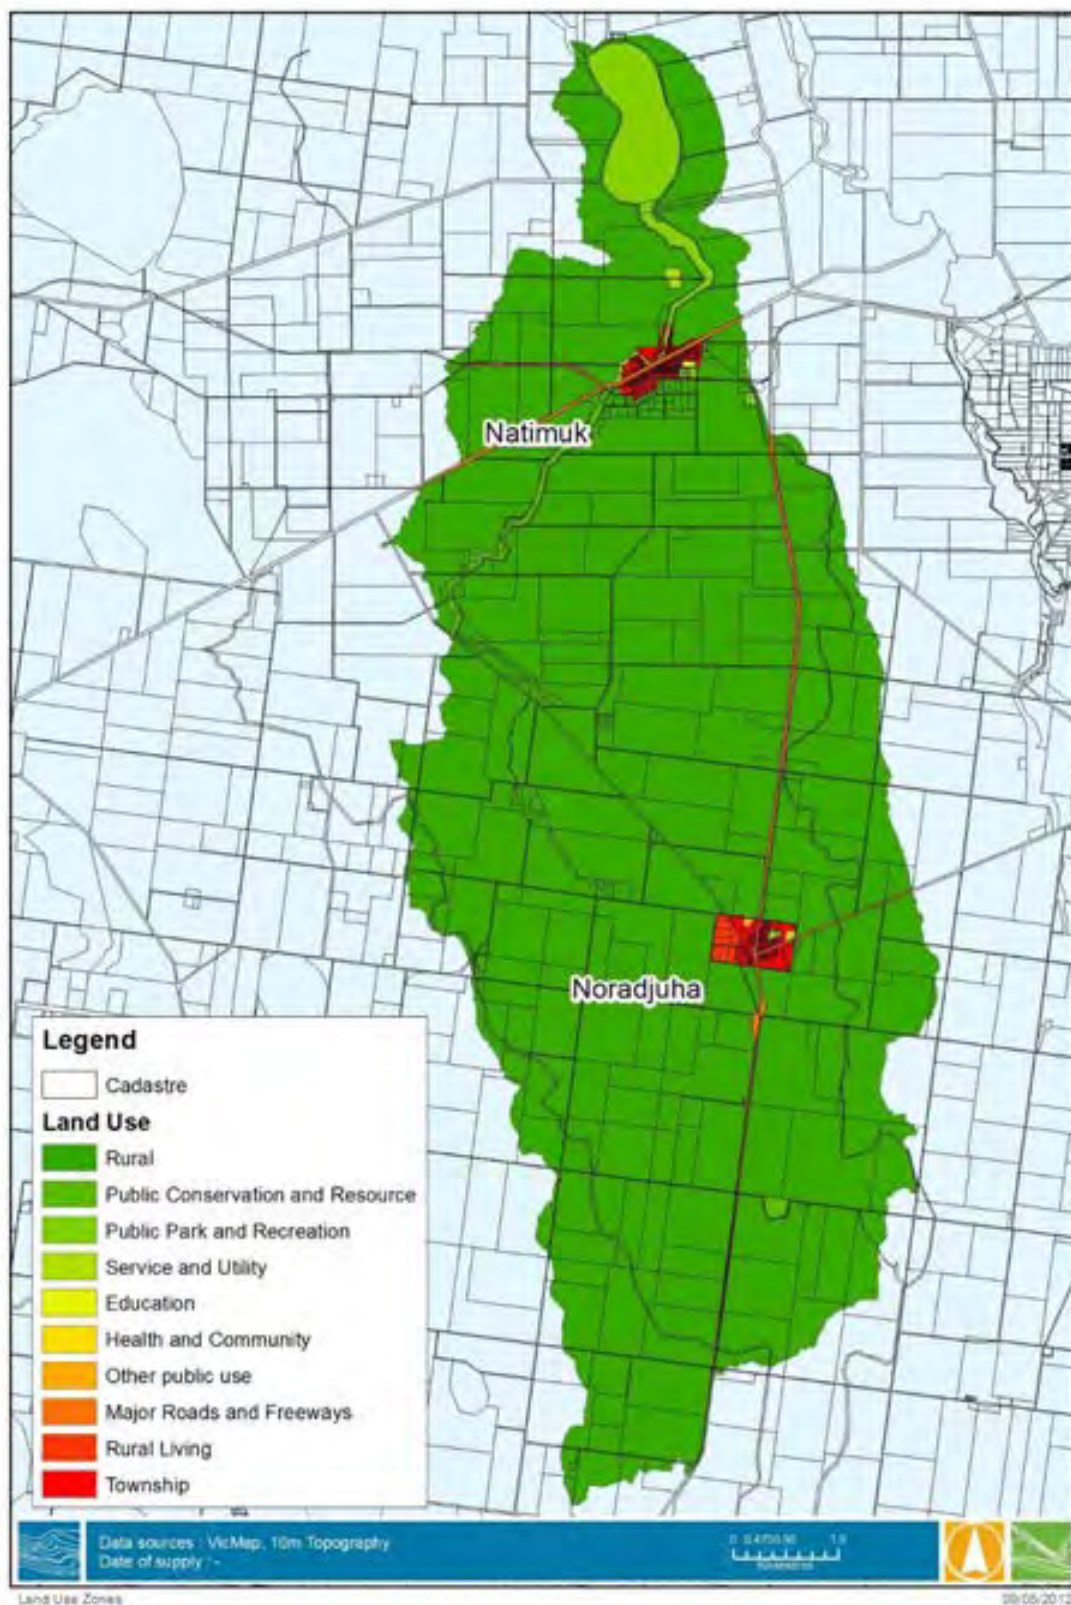 Natimuk
Noradjuha
Legend
Cadastre
Land Use
Rural
Public Conservation and Resource
Public Park and Recreation
Service and Utility
Education
Health and Community
Other public use
Major Roads and Freeways
Rural Living
Township
Data sources : VicMap, 10m Topography
Date of supply : -
Land Use Zones